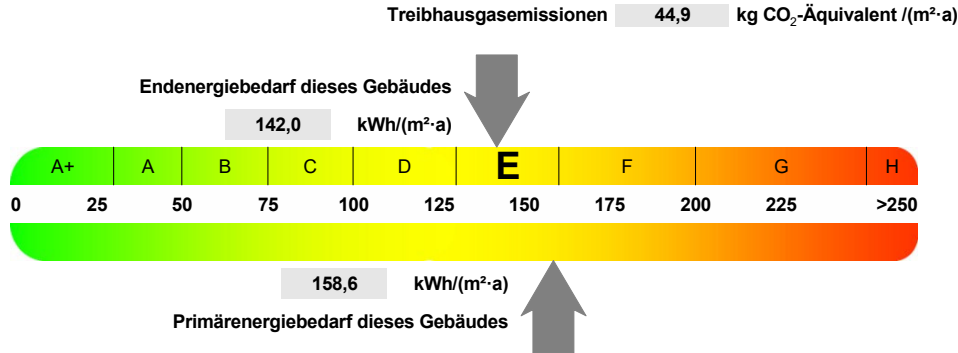 Treibhausgasemissionen 44,9 kg CO₂-Äquivalent /(m²·a)
Endenergiebedarf dieses Gebäudes
142,0 kWh/(m²·a)
A+ A B C D E F G H
0 25 50 75 100 125 150 175 200 225 >250
158,6 kWh/(m²·a)
Primärenergiebedarf dieses Gebäudes